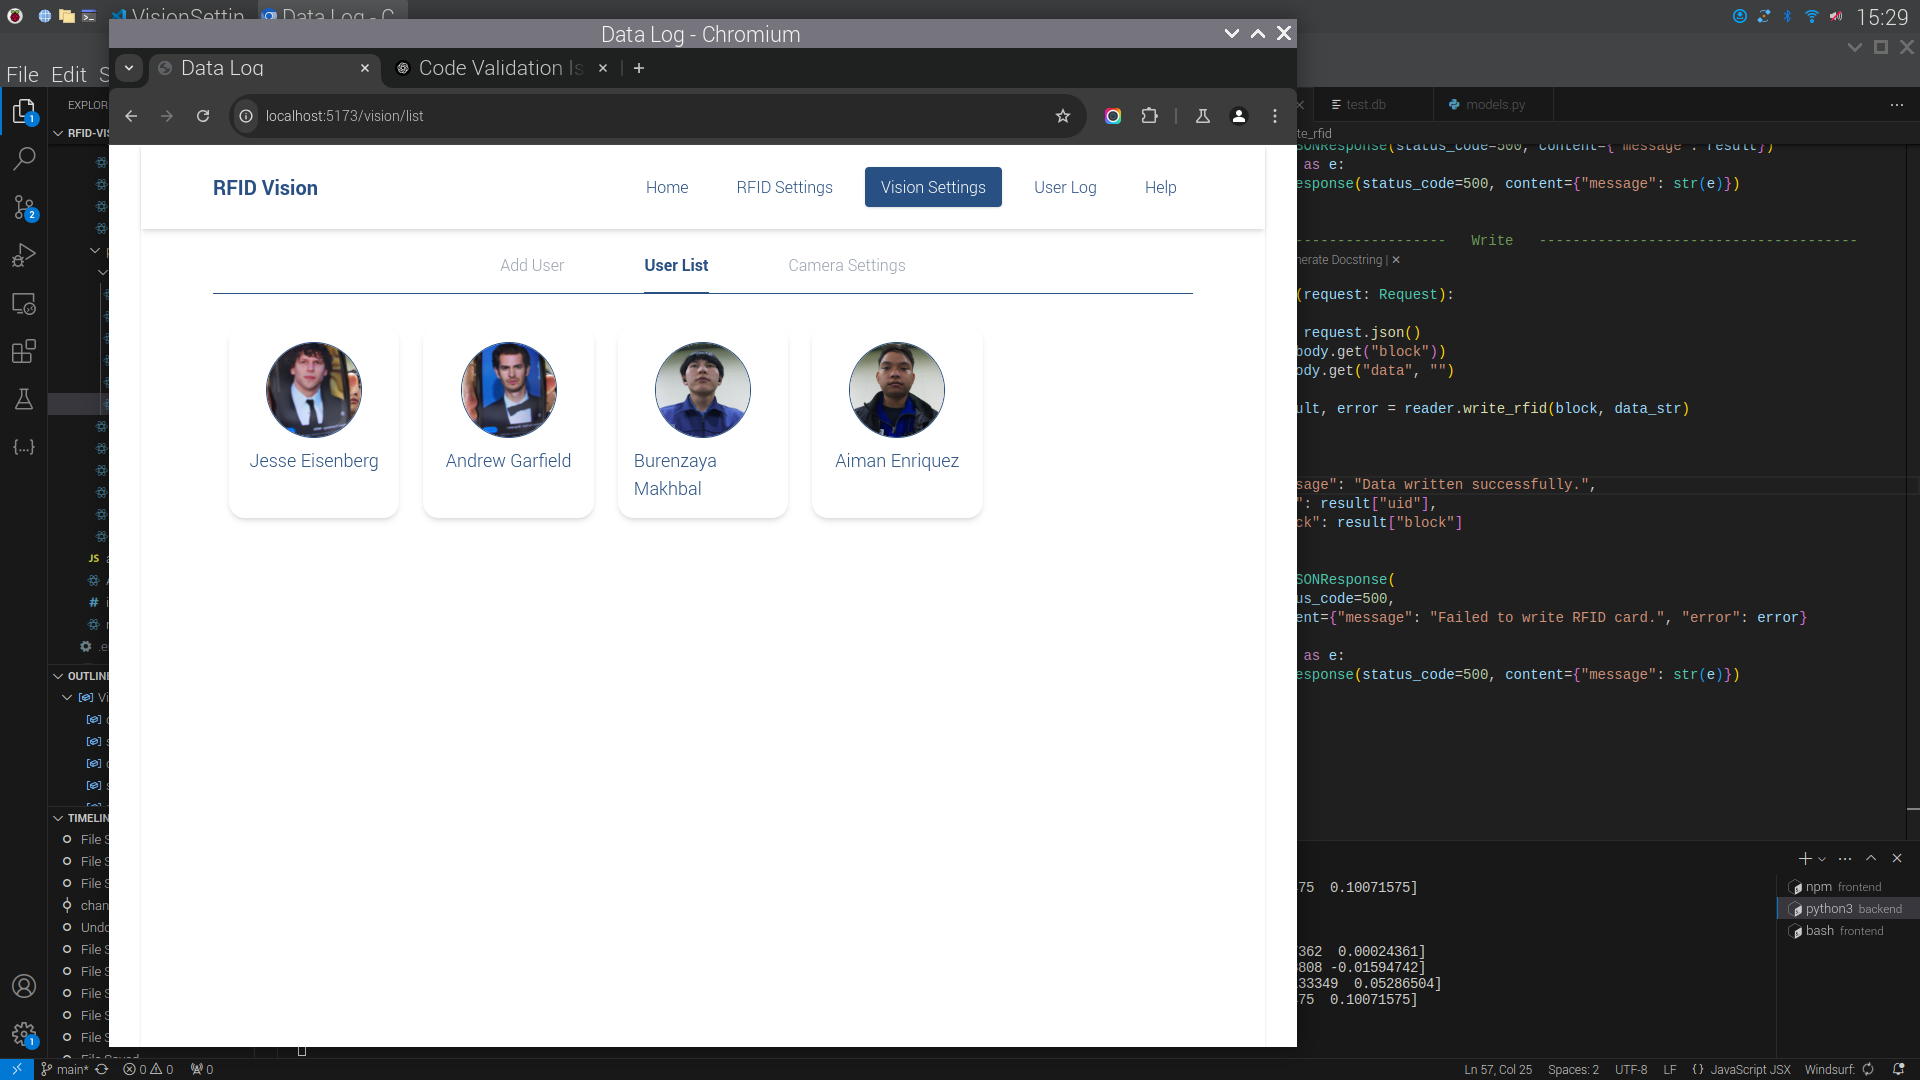 VisionSettin
Data Log - C
15:29
Data Log - Chromium
File Edit S
Data Log
Code Validation Is
localhost:5173/vision/list
RFID Vision
Home
RFID Settings
Vision Settings
User Log
Help
Add User
User List
Camera Settings
Jesse Eisenberg
Andrew Garfield
Burenzaya
Makhbal
Aiman Enriquez
EXPLOR
RFID-VIS
JS
OUTLINE
TIMELIN
File S
File S
File S
chan
Undo
File S
File S
File S
File S
File S
File Saved
test.db
models.py
te_rfid
SONResponse(status_code=500, content={"message": result})
as e:
esponse(status_code=500, content={"message": str(e)})
------------------   Write   --------------------------------------
nerate Docstring | ✕
(request: Request):
request.json()
body.get("block"))
ody.get("data", "")
ult, error = reader.write_rfid(block, data_str)
sage": "Data written successfully.",
": result["uid"],
ck": result["block"]
SONResponse(
us_code=500,
ent={"message": "Failed to write RFID card.", "error": error}
as e:
esponse(status_code=500, content={"message": str(e)})
75  0.10071575]
362  0.00024361]
808 -0.01594742]
33349  0.05286504]
75  0.10071575]
npm frontend
python3 backend
bash frontend
main*
0 0
0
Ln 57, Col 25
Spaces: 2
UTF-8
LF
{ } JavaScript JSX
Windsurf: